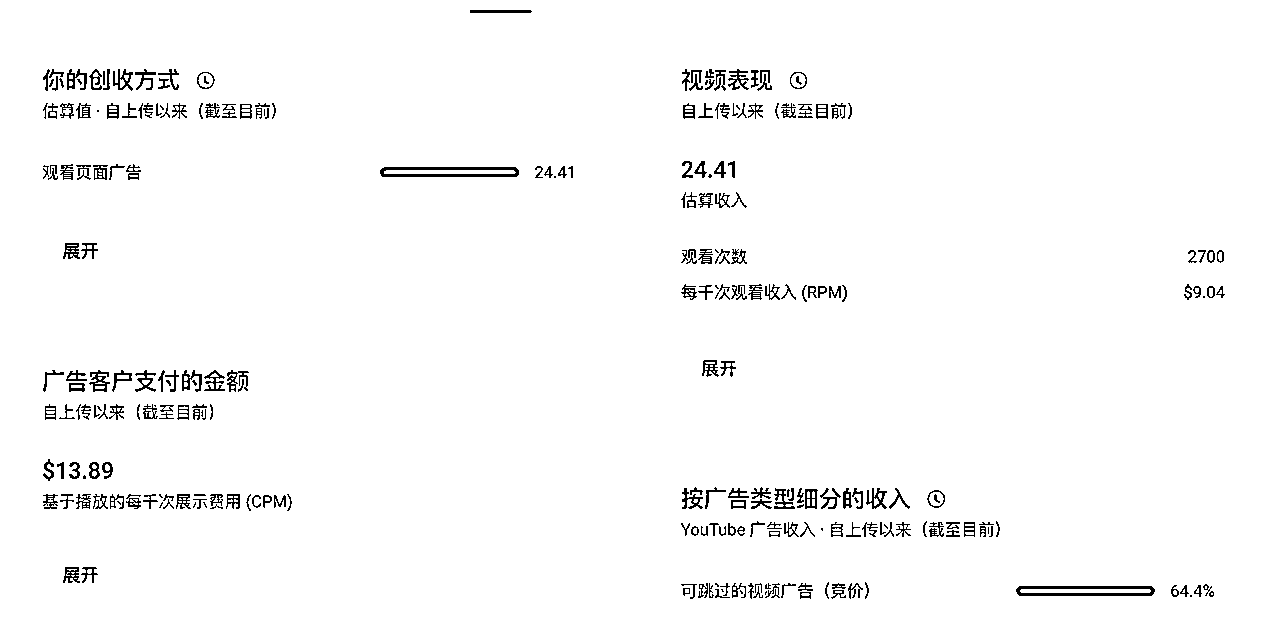 你的创收方式
估算值 · 自上传以来（截至目前）
观看页面广告 24.41
展开
广告客户支付的金额
自上传以来（截至目前）
$13.89
基于播放的每千次展示费用 (CPM)
展开
视频表现
自上传以来（截至目前）
24.41
估算收入
观看次数 2700
每千次观看收入 (RPM) $9.04
展开
按广告类型细分的收入
YouTube 广告收入 · 自上传以来（截至目前）
可跳过的视频广告（竞价） 64.4%